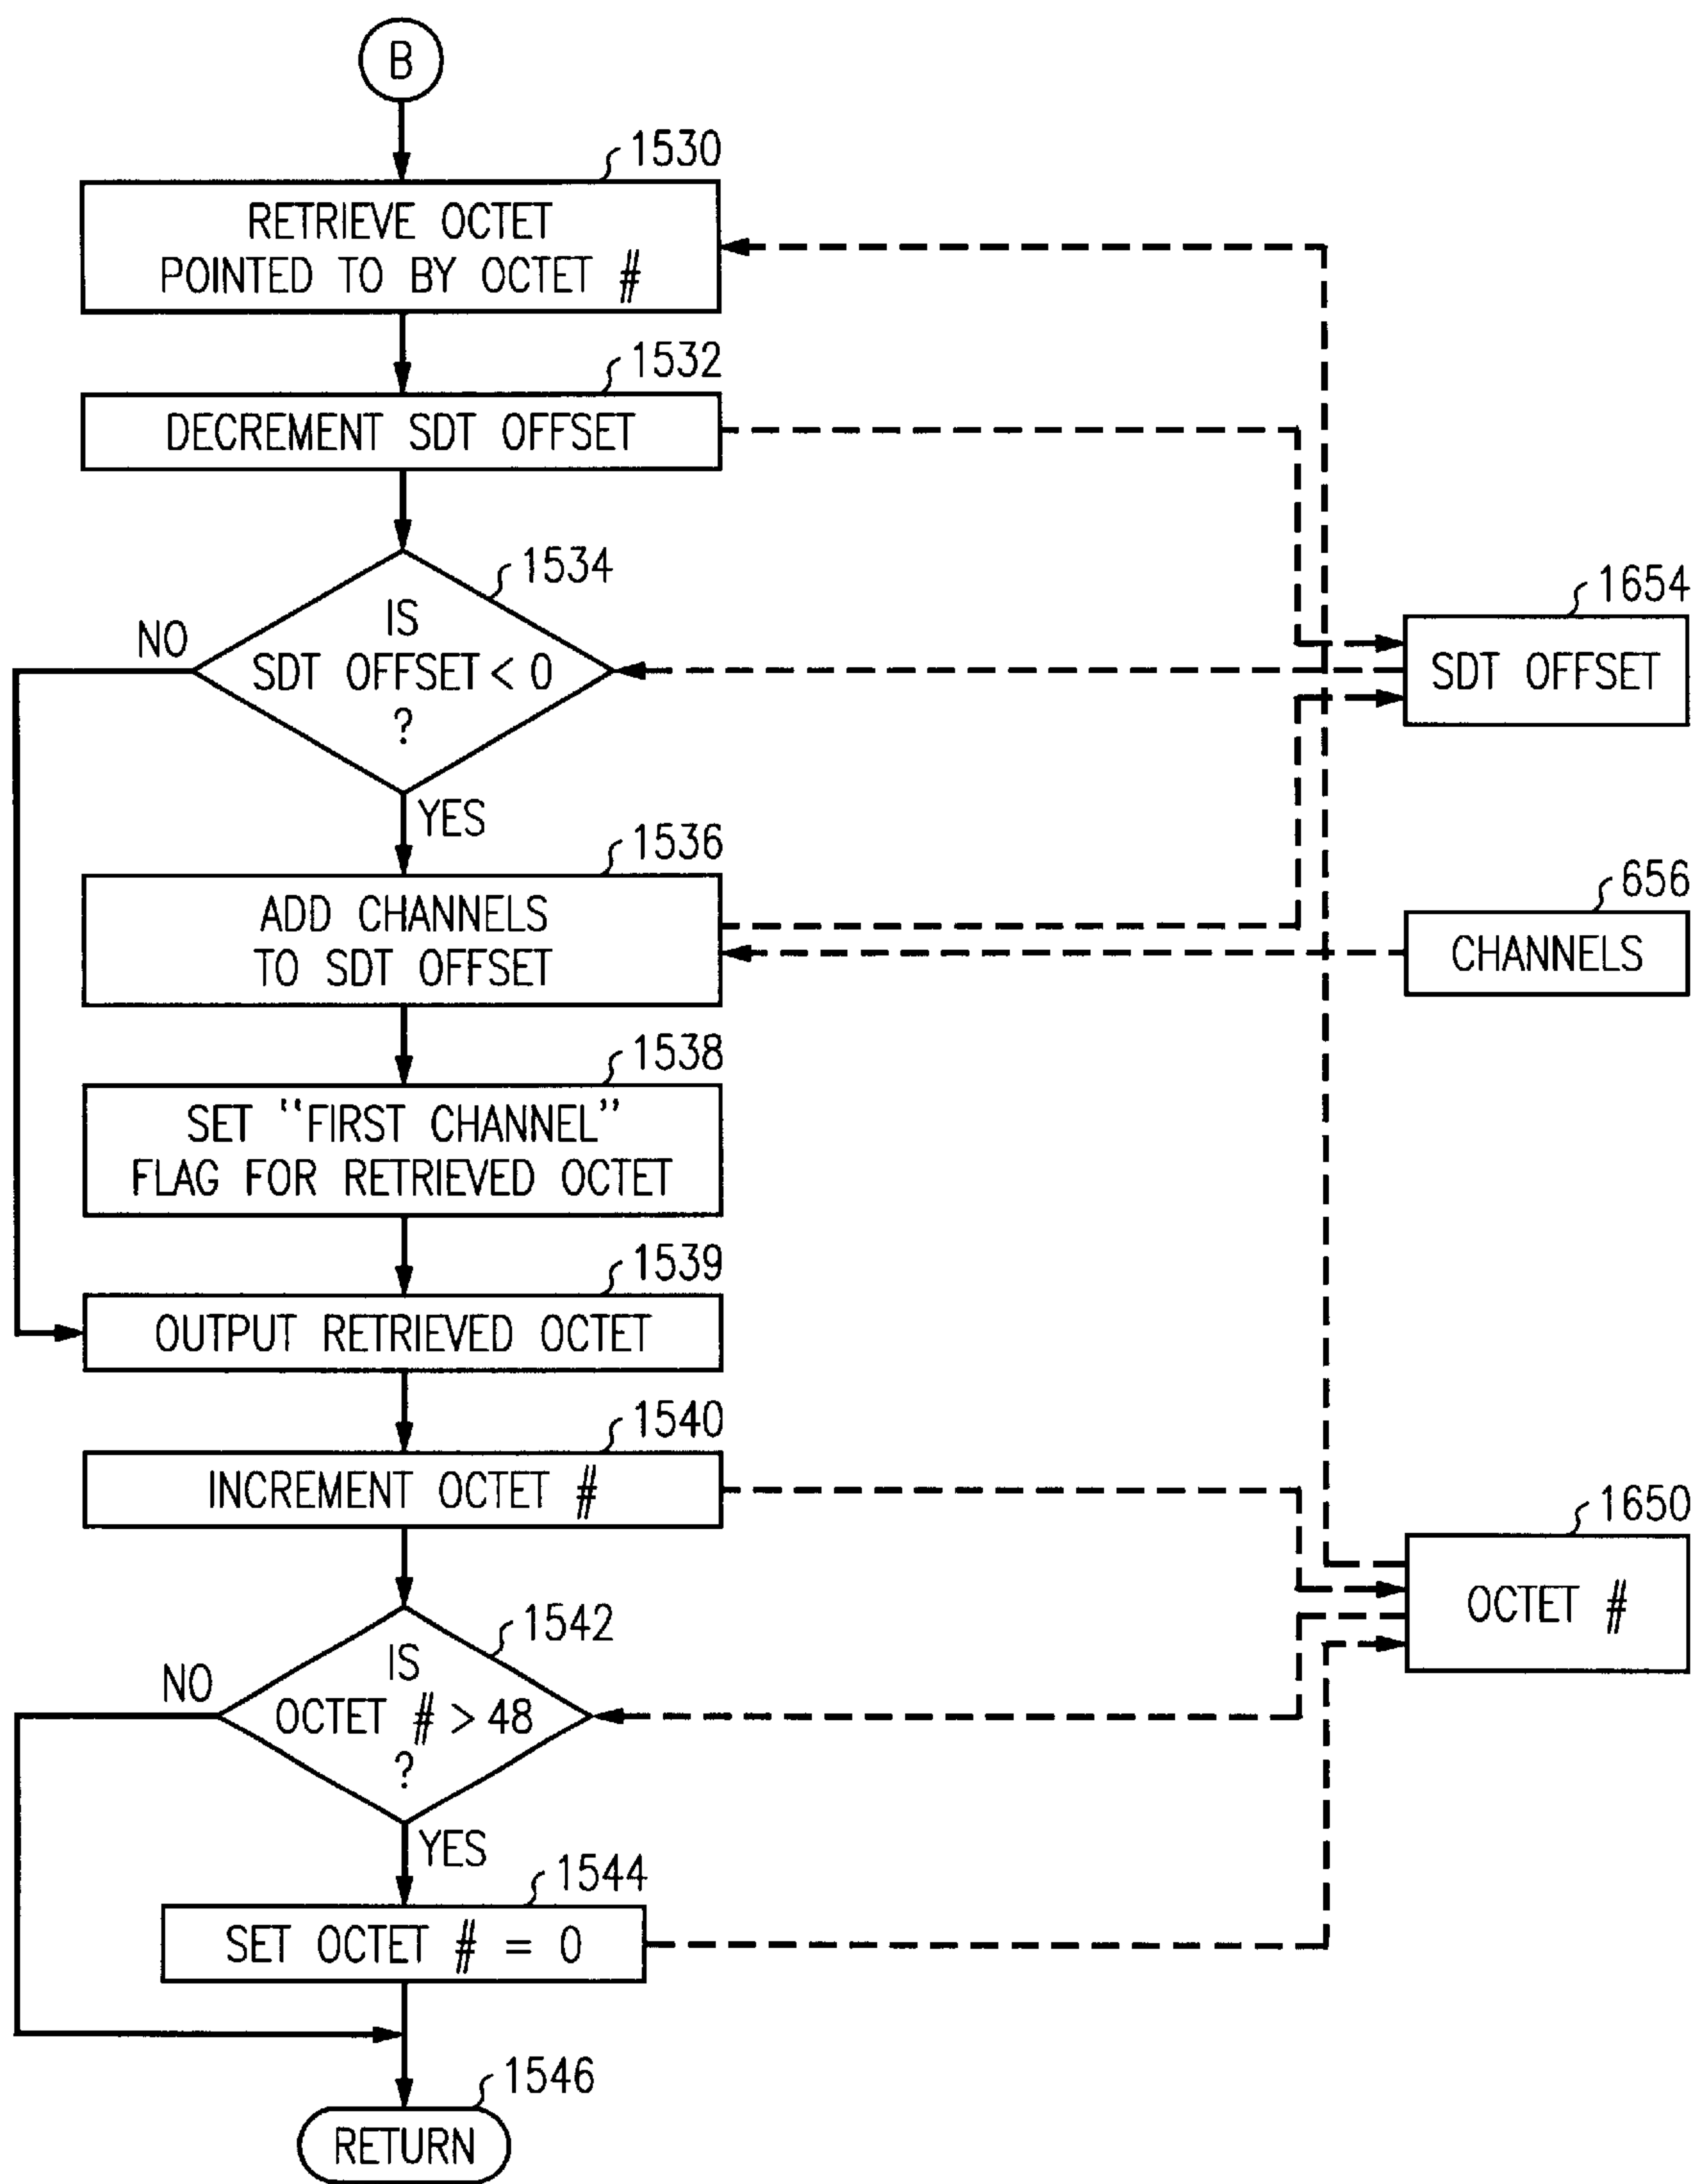 B
1530
RETRIEVE OCTET
POINTED TO BY OCTET #
1532
DECREMENT SDT OFFSET
1534
NO
IS
SDT OFFSET < 0
?
YES
1654
SDT OFFSET
1536
ADD CHANNELS
TO SDT OFFSET
656
CHANNELS
1538
SET "FIRST CHANNEL"
FLAG FOR RETRIEVED OCTET
1539
OUTPUT RETRIEVED OCTET
1540
INCREMENT OCTET #
1650
OCTET #
1542
NO
IS
OCTET # > 48
?
YES
1544
SET OCTET # = 0
1546
RETURN